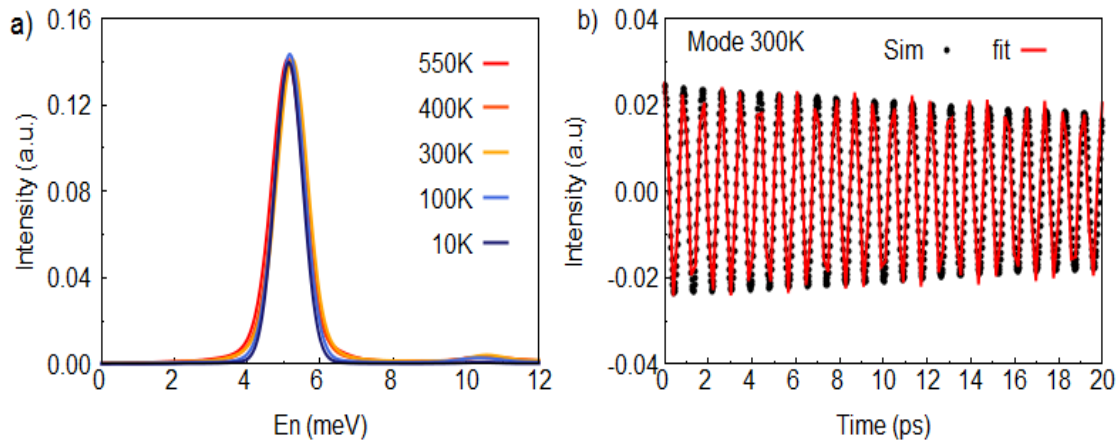 a)
0.16
0.12
0.08
0.04
0.00
Intensity (a.u.)
550K
400K
300K
100K
10K
0 2 4 6 8 10 12
En (meV)
b)
0.04
0.02
0.00
-0.02
-0.04
Intensity (a.u)
Mode 300K Sim fit
0 2 4 6 8 10 12 14 16 18 20
Time (ps)